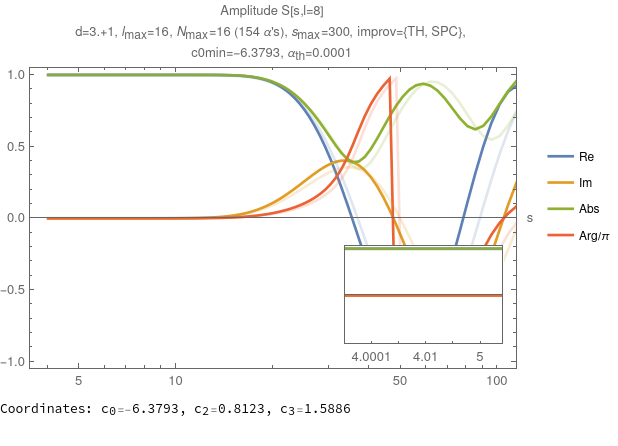 Amplitude S[s,l=8]
d=3.+1, lmax=16, Nmax=16 (154 α's), smax=300, improv={TH, SPC},
c0min=−6.3793, αth=0.0001
1.0
0.5
0.0
−0.5
−1.0
s
Re
Im
Abs
Arg/π
4.0001 4.01 5
5 10 50 100
Coordinates: c0=-6.3793, c2=0.8123, c3=1.5886